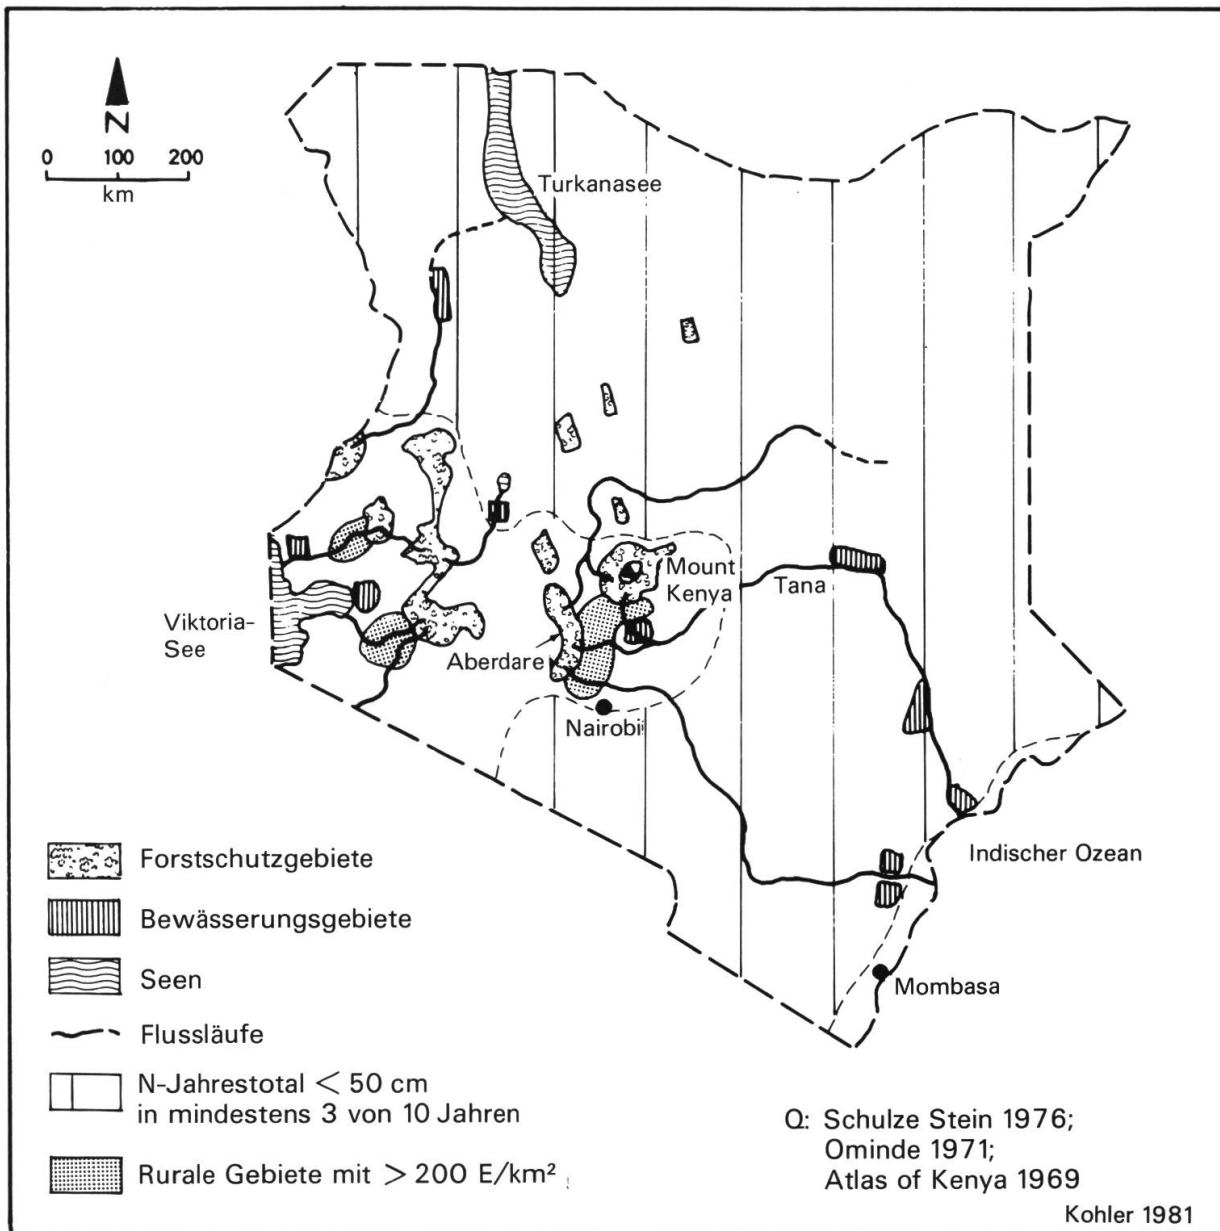 N
0 100 200
km
Turkanasee
Mount
Kenya
Tana
Viktoria-
See
Aberdare
Nairobi
Indischer Ozean
Mombasa
Forstschutzgebiete
Bewässerungsgebiete
Seen
Flussläufe
N-Jahrestotal < 50 cm
in mindestens 3 von 10 Jahren
Rurale Gebiete mit > 200 E/km²
Q: Schulze Stein 1976;
Ominde 1971;
Atlas of Kenya 1969
Kohler 1981